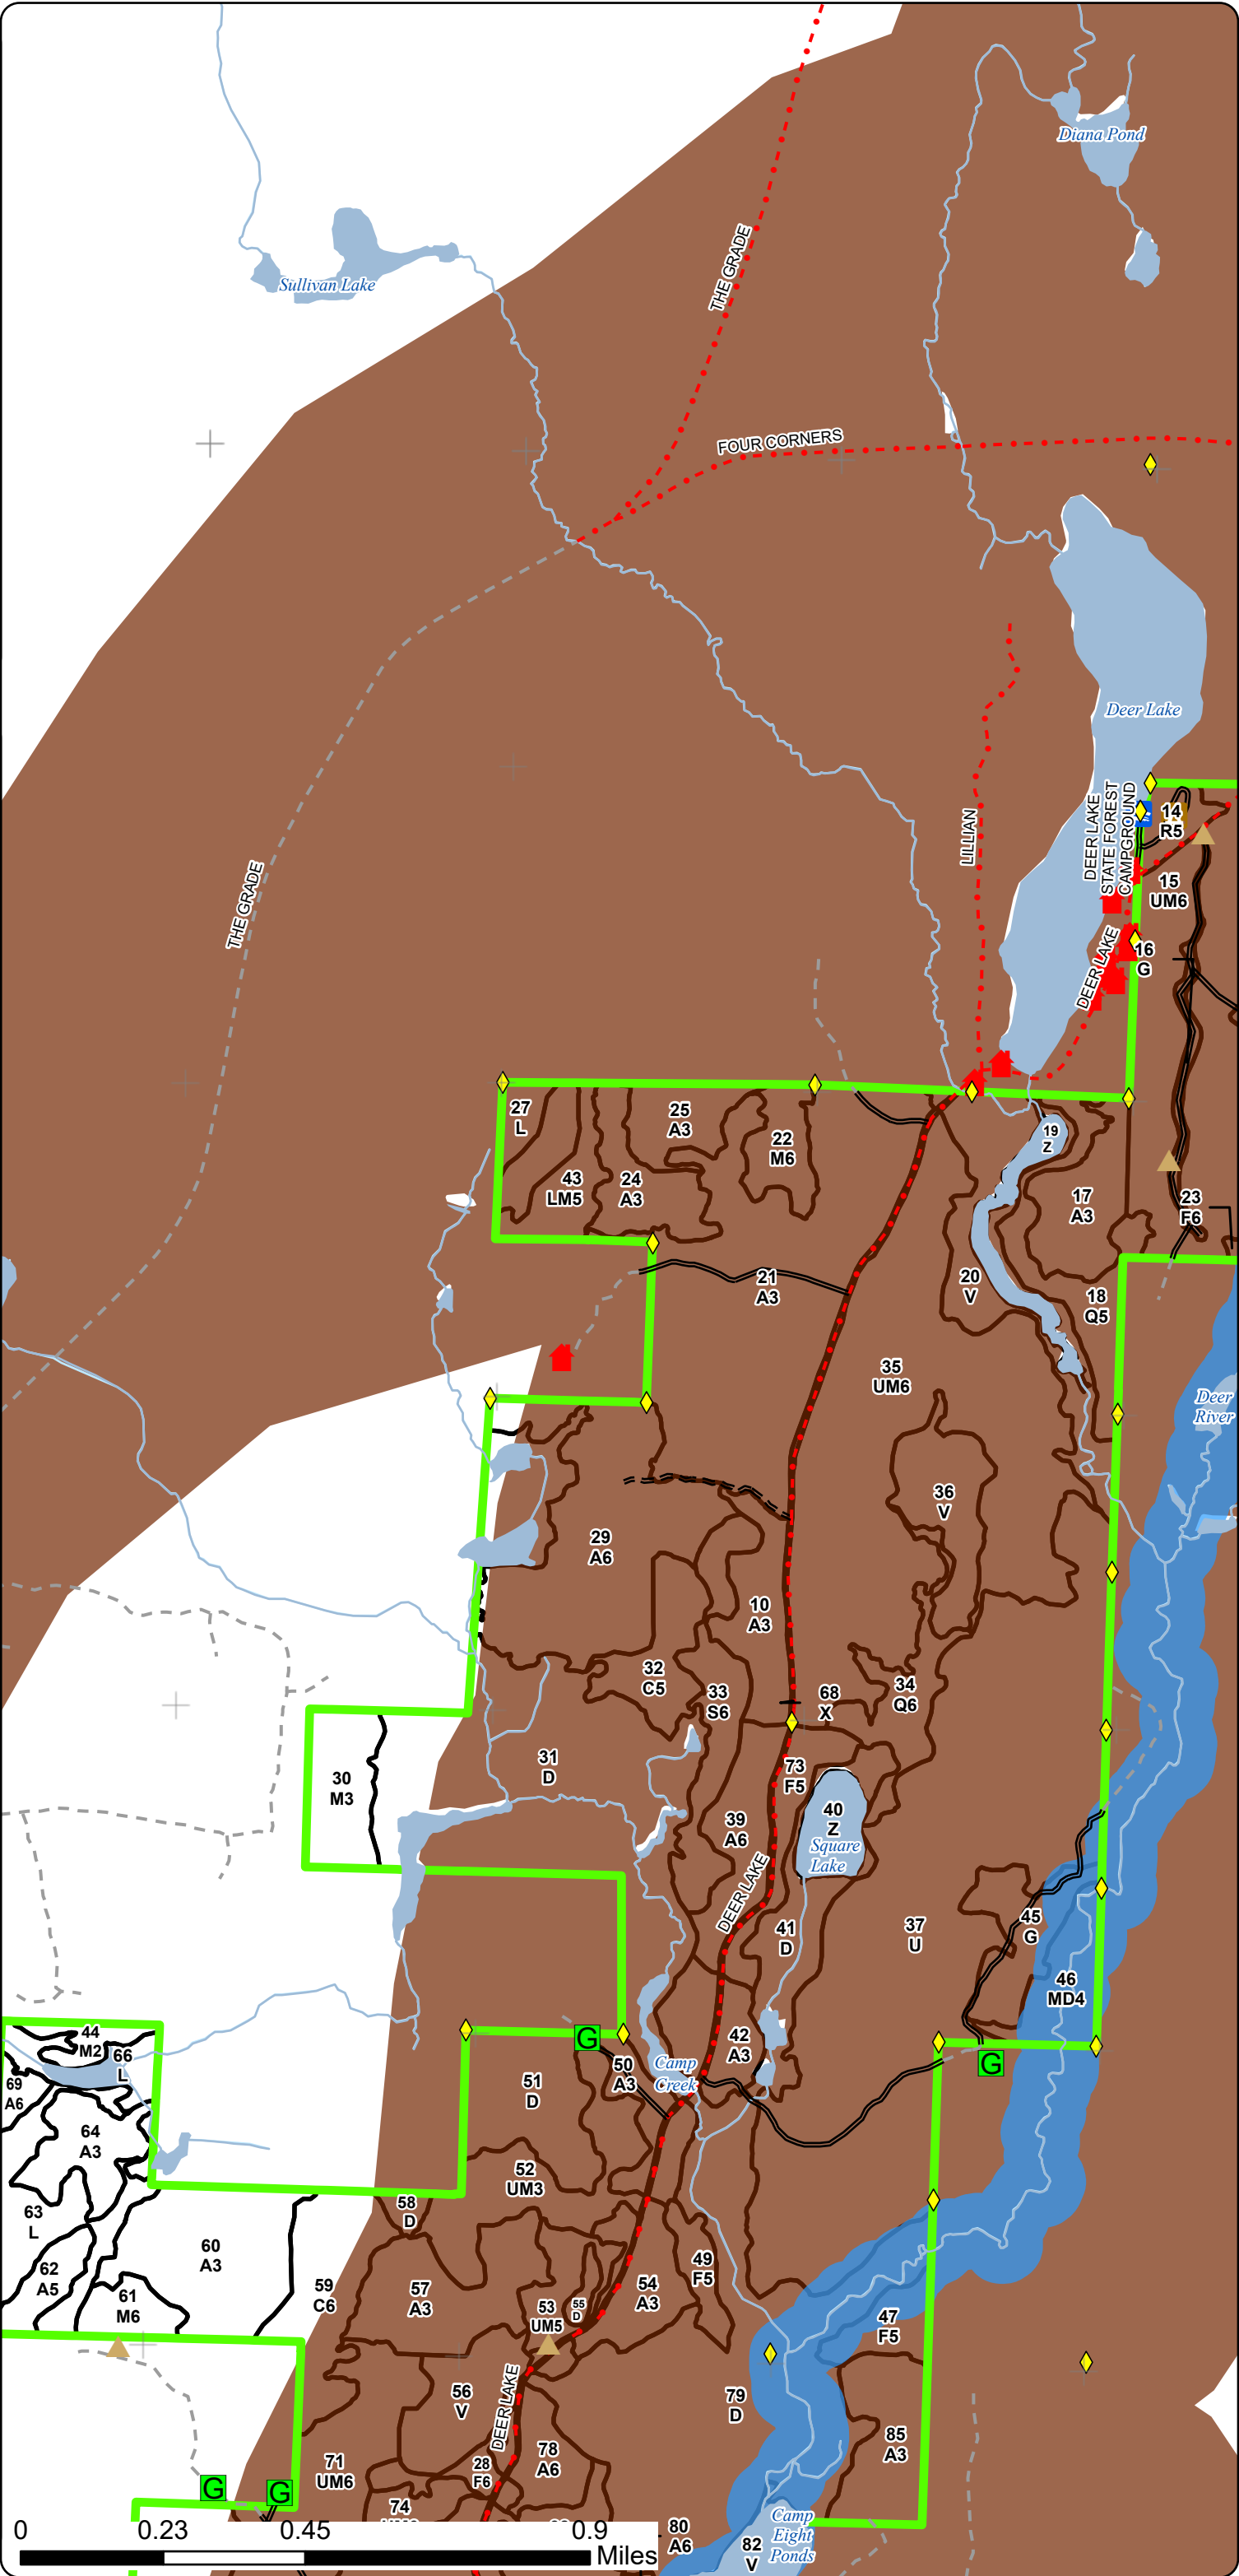 Diana Pond
THE GRADE
Sullivan Lake
FOUR CORNERS
Deer Lake
LILLIAN
DEER LAKE
STATE FOREST
CAMPGROUND
14
R5
15
UM6
THE GRADE
DEER LAKE
16
G
27
L
25
A3
22
M6
19
Z
43
LM5
24
A3
17
A3
23
F6
21
A3
20
V
18
Q5
35
UM6
Deer
River
36
V
29
A6
10
A3
32
C5
33
S6
68
X
34
Q6
31
D
73
F5
30
M3
39
A6
40
Z
Square
Lake
DEER LAKE
41
D
37
U
45
G
46
MD4
44
M2
66
L
G
42
A3
G
69
A6
50
A3
Camp
Creek
51
D
64
A3
52
UM3
63
L
58
D
60
A3
62
A5
61
M6
59
C6
57
A3
53
UM5
55
D
54
A3
49
F5
47
F5
56
V
DEER LAKE
79
D
85
A3
71
UM6
28
F6
78
A6
G
G
74
80
A6
82
V
Camp
Eight
Ponds
0
0.23
0.45
0.9
Miles